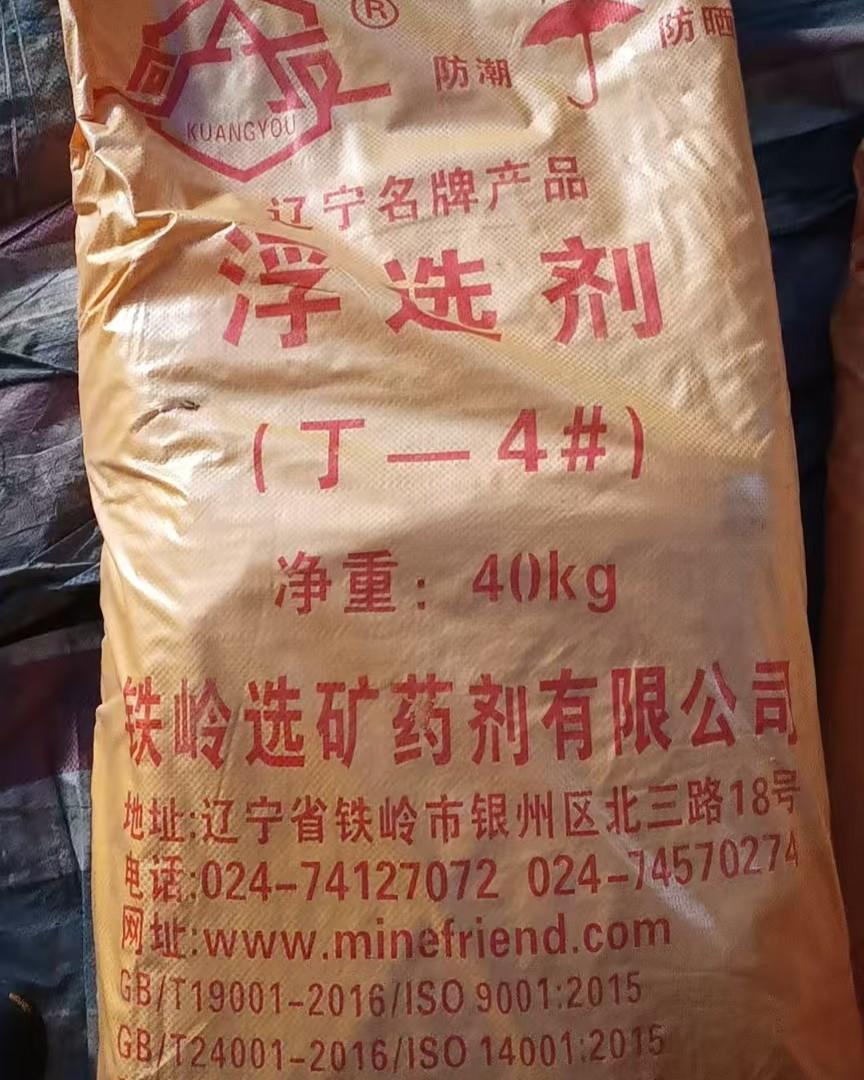 ®
防潮
防晒
KUANGYOU
辽宁名牌产品
浮选剂
(丁—4#)
净重：40kg
铁岭选矿药剂有限公司
地址:辽宁省铁岭市银州区北三路18号
电话:024-74127072 024-74570274
网址:www.minefriend.com
GB/T19001-2016/ISO 9001:2015
GB/T24001-2016/ISO 14001:2015